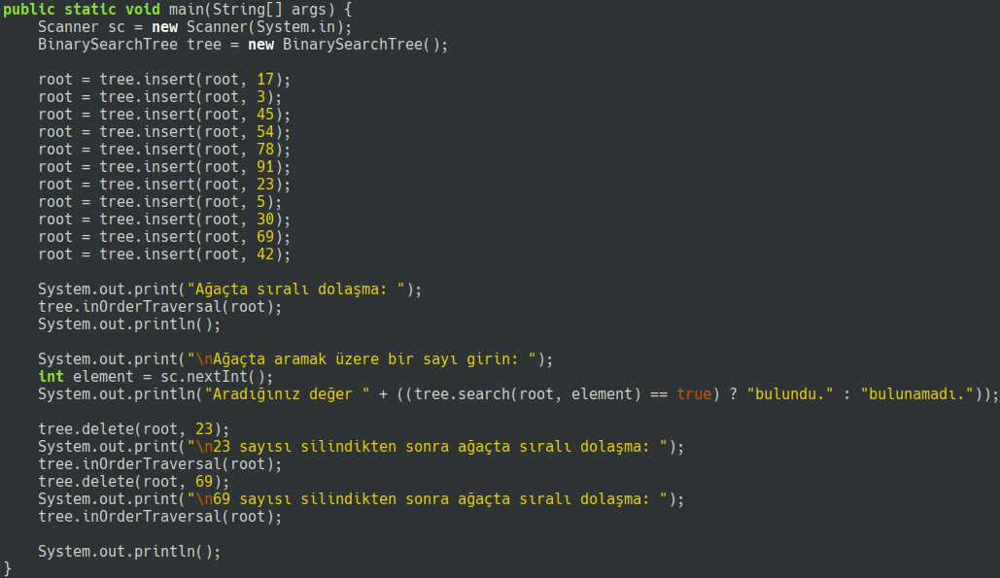 public static void main(String[] args) {
    Scanner sc = new Scanner(System.in);
    BinarySearchTree tree = new BinarySearchTree();

    root = tree.insert(root, 17);
    root = tree.insert(root, 3);
    root = tree.insert(root, 45);
    root = tree.insert(root, 54);
    root = tree.insert(root, 78);
    root = tree.insert(root, 91);
    root = tree.insert(root, 23);
    root = tree.insert(root, 5);
    root = tree.insert(root, 30);
    root = tree.insert(root, 69);
    root = tree.insert(root, 42);

    System.out.print("Ağaçta sıralı dolaşma: ");
    tree.inOrderTraversal(root);
    System.out.println();

    System.out.print("\nAğaçta aramak üzere bir sayı girin: ");
    int element = sc.nextInt();
    System.out.println("Aradığınız değer " + ((tree.search(root, element) == true) ? "bulundu." : "bulunamadı."));

    tree.delete(root, 23);
    System.out.print("\n23 sayısı silindikten sonra ağaçta sıralı dolaşma: ");
    tree.inOrderTraversal(root);
    tree.delete(root, 69);
    System.out.print("\n69 sayısı silindikten sonra ağaçta sıralı dolaşma: ");
    tree.inOrderTraversal(root);

    System.out.println();
}